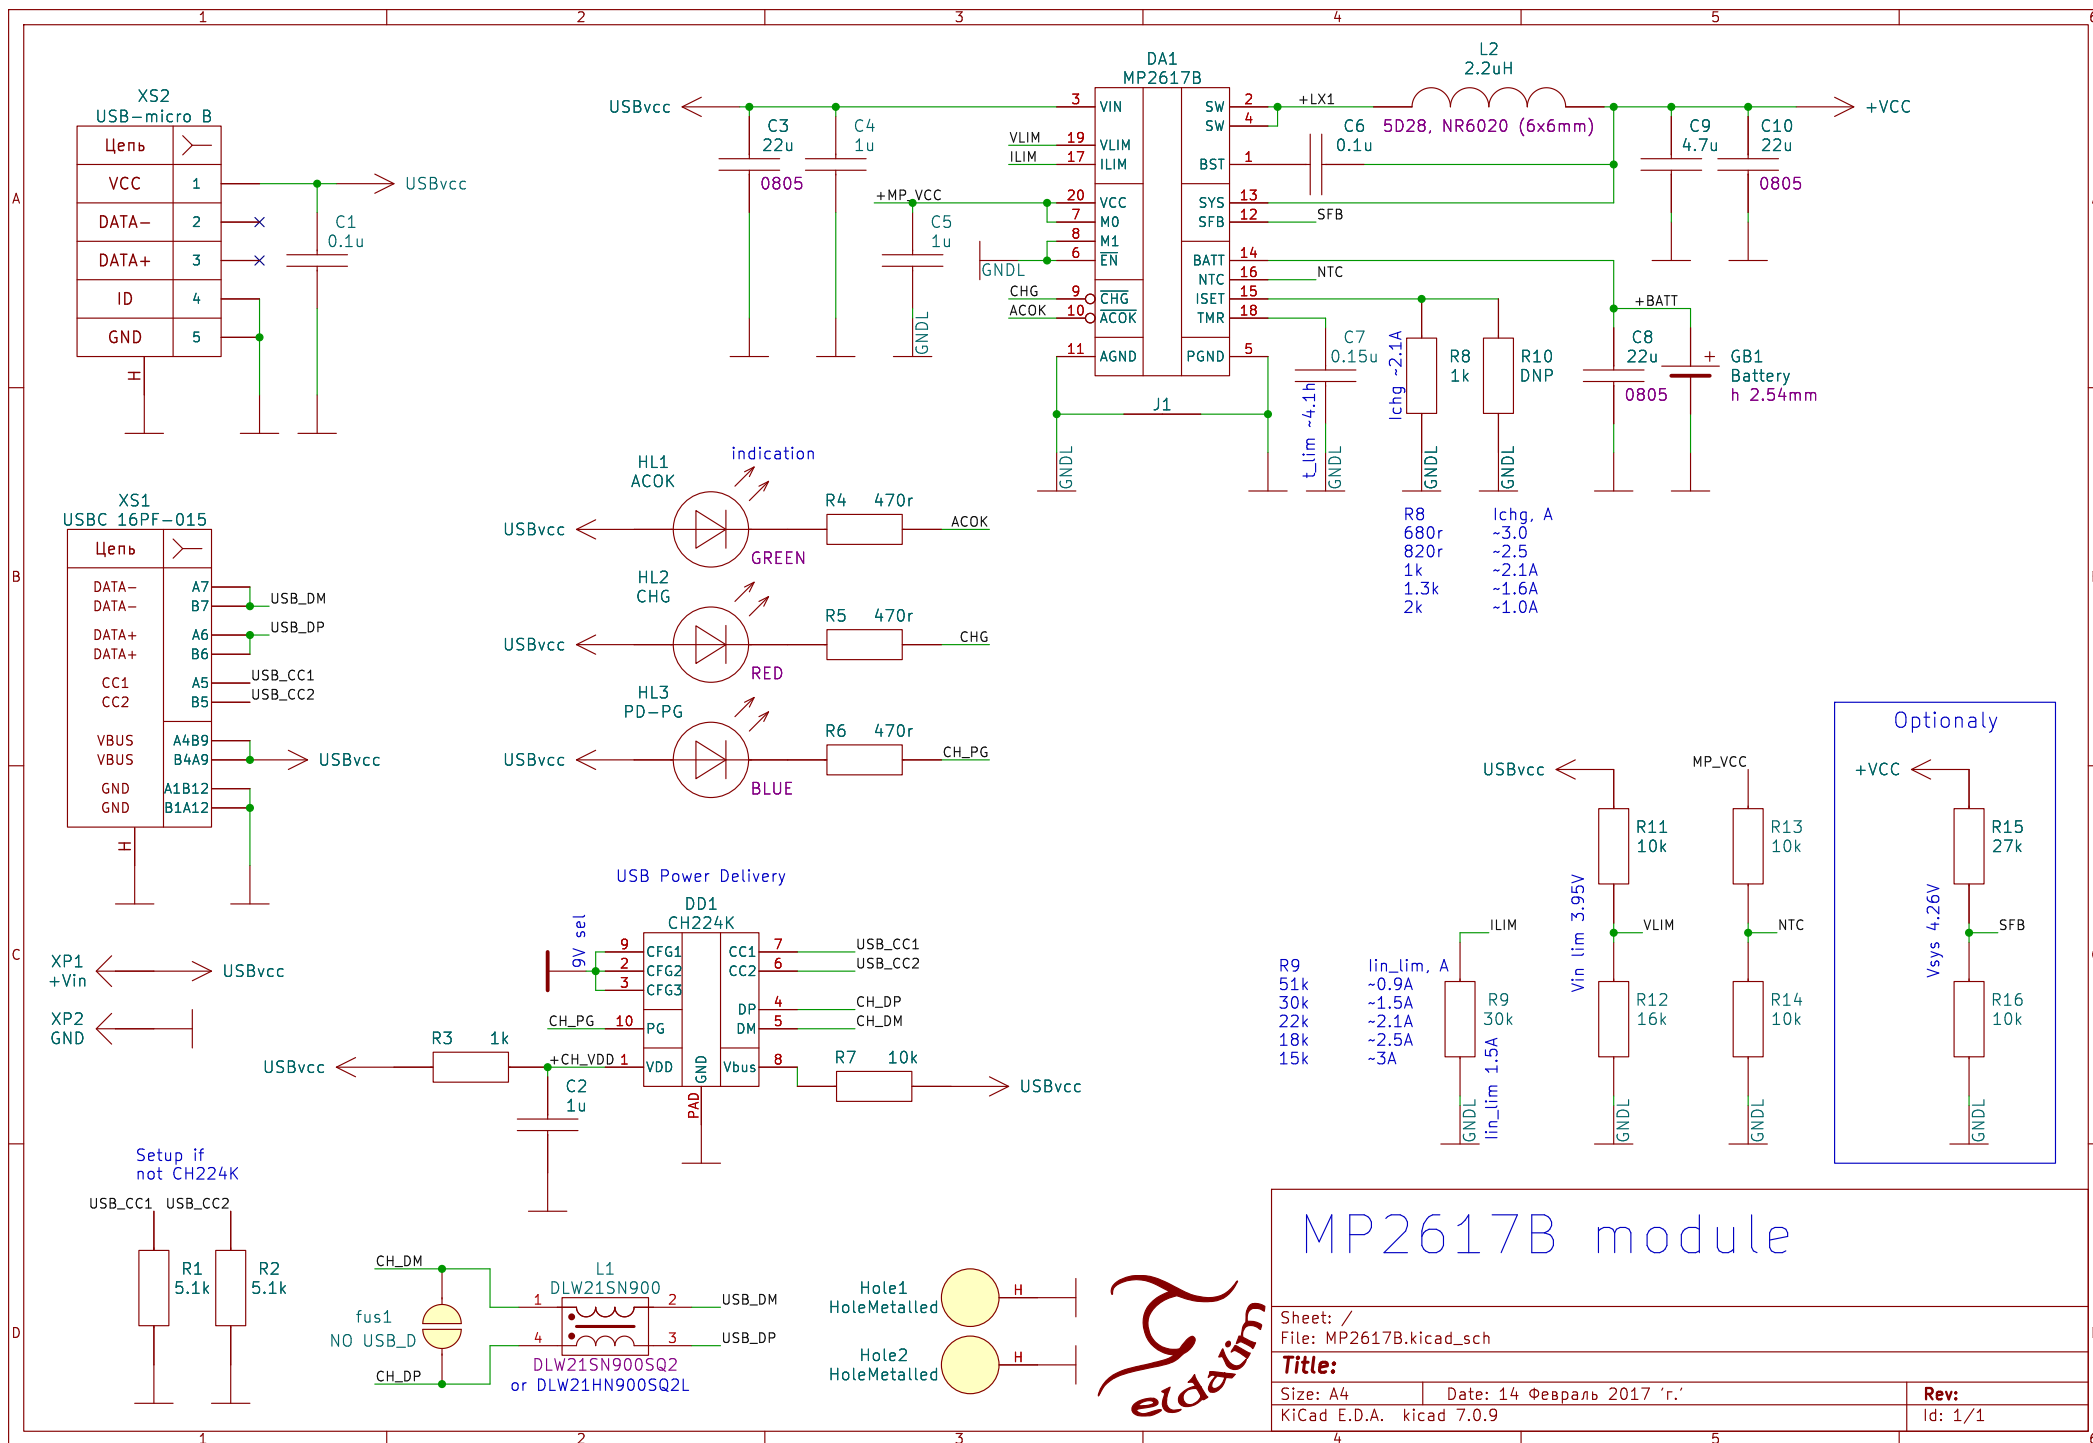 1 2 3 4 5 6
A
B
C
D
XS2
USB-micro B
Цепь
VCC 1
DATA- 2
DATA+ 3
ID 4
GND 5
H
USBvcc
C1
0.1u
XS1
USBC 16PF-015
Цепь
DATA- A7
DATA- B7
DATA+ A6
DATA+ B6
CC1 A5
CC2 B5
VBUS A4B9
VBUS B4A9
GND A1B12
GND B1A12
H
USB_DM
USB_DP
USB_CC1
USB_CC2
USBvcc
XP1
+Vin
USBvcc
XP2
GND
DA1
MP2617B
3 VIN
19 VLIM
17 ILIM
20 VCC
7 M0
8 M1
6 EN
9 CHG
10 ACOK
11 AGND
SW 2
SW 4
BST 1
SYS 13
SFB 12
BATT 14
NTC 16
ISET 15
TMR 18
PGND 5
USBvcc
C3
22u
0805
C4
1u
VLIM
ILIM
+MP_VCC
C5
1u
GNDL
GNDL
CHG
ACOK
J1
GNDL
+LX1
L2
2.2uH
5D28, NR6020 (6x6mm)
C6
0.1u
C9
4.7u
C10
22u
0805
+VCC
SFB
NTC
+BATT
C7
0.15u
t_lim ~4.1h
GNDL
Ichg ~2.1A
R8
1k
GNDL
R10
DNP
GNDL
C8
22u
0805
+
GB1
Battery
h 2.54mm
R8 Ichg, A
680r ~3.0
820r ~2.5
1k ~2.1A
1.3k ~1.6A
2k ~1.0A
indication
HL1
ACOK
USBvcc
GREEN
R4 470r
ACOK
HL2
CHG
USBvcc
RED
R5 470r
CHG
HL3
PD-PG
USBvcc
BLUE
R6 470r
CH_PG
USB Power Delivery
DD1
CH224K
9V sel
9 CFG1
2 CFG2
3 CFG3
10 PG
1 VDD
CC1 7
CC2 6
DP 4
DM 5
Vbus 8
GND
PAD
USB_CC1
USB_CC2
CH_DP
CH_DM
CH_PG
+CH_VDD
USBvcc
R3 1k
C2
1u
R7 10k
USBvcc
R9 Iin_lim, A
51k ~0.9A
30k ~1.5A
22k ~2.1A
18k ~2.5A
15k ~3A
ILIM
R9
30k
Iin_lim 1.5A
GNDL
USBvcc
R11
10k
Vin lim 3.95V
VLIM
R12
16k
GNDL
MP_VCC
R13
10k
NTC
R14
10k
GNDL
Optionaly
+VCC
R15
27k
Vsys 4.26V
SFB
R16
10k
GNDL
Setup if
not CH224K
USB_CC1 USB_CC2
R1
5.1k
R2
5.1k
CH_DM
fus1
NO USB_D
CH_DP
L1
DLW21SN900
1 2
4 3
USB_DM
USB_DP
DLW21SN900SQ2
or DLW21HN900SQ2L
Hole1
HoleMetalled
H
Hole2
HoleMetalled
H
eldalim
MP2617B module
Sheet: /
File: MP2617B.kicad_sch
Title:
Size: A4 Date: 14 Февраль 2017 'г.' Rev:
KiCad E.D.A. kicad 7.0.9 Id: 1/1
1 2 3 4 5 6